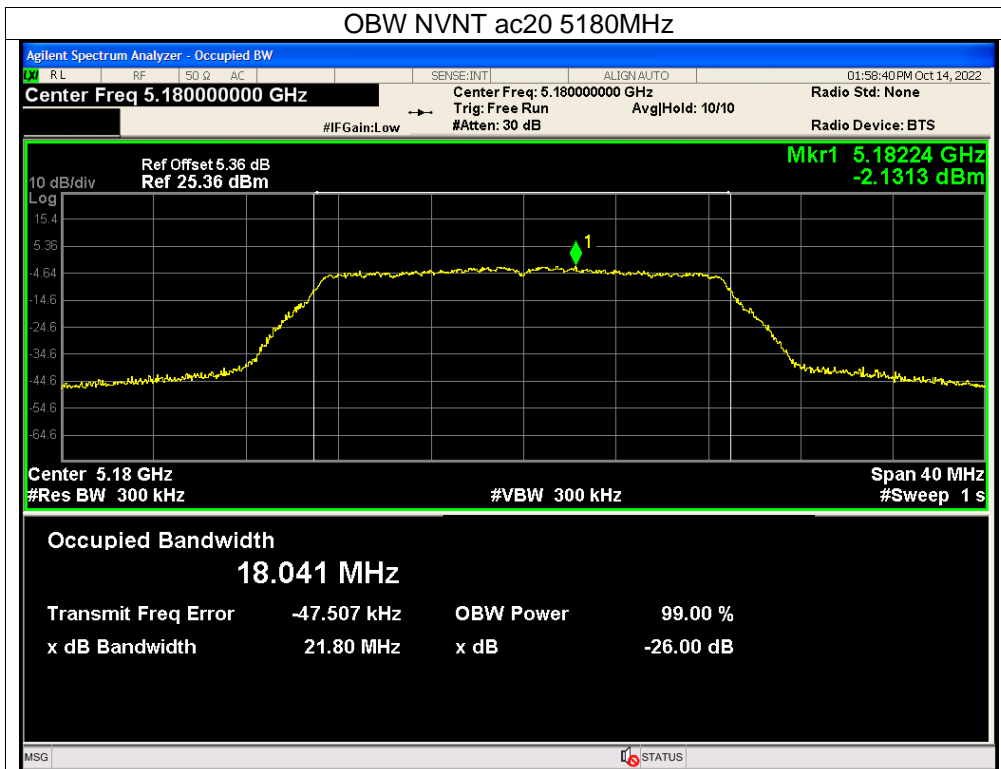 OBW NVNT ac20 5180MHz
Agilent Spectrum Analyzer - Occupied BW
LXI RL RF 50 Ω AC SENSE:INT ALIGN AUTO 01:58:40 PM Oct 14, 2022
Center Freq 5.180000000 GHz Center Freq: 5.180000000 GHz Radio Std: None
Trig: Free Run Avg|Hold: 10/10
#IFGain:Low #Atten: 30 dB Radio Device: BTS
Mkr1 5.18224 GHz
-2.1313 dBm
Ref Offset 5.36 dB
10 dB/div Ref 25.36 dBm
Log
15.4
5.36
1
-4.64
-14.6
-24.6
-34.6
-44.6
-54.6
-64.6
Center 5.18 GHz Span 40 MHz
#Res BW 300 kHz #VBW 300 kHz #Sweep 1 s
Occupied Bandwidth
18.041 MHz
Transmit Freq Error -47.507 kHz OBW Power 99.00 %
x dB Bandwidth 21.80 MHz x dB -26.00 dB
MSG STATUS